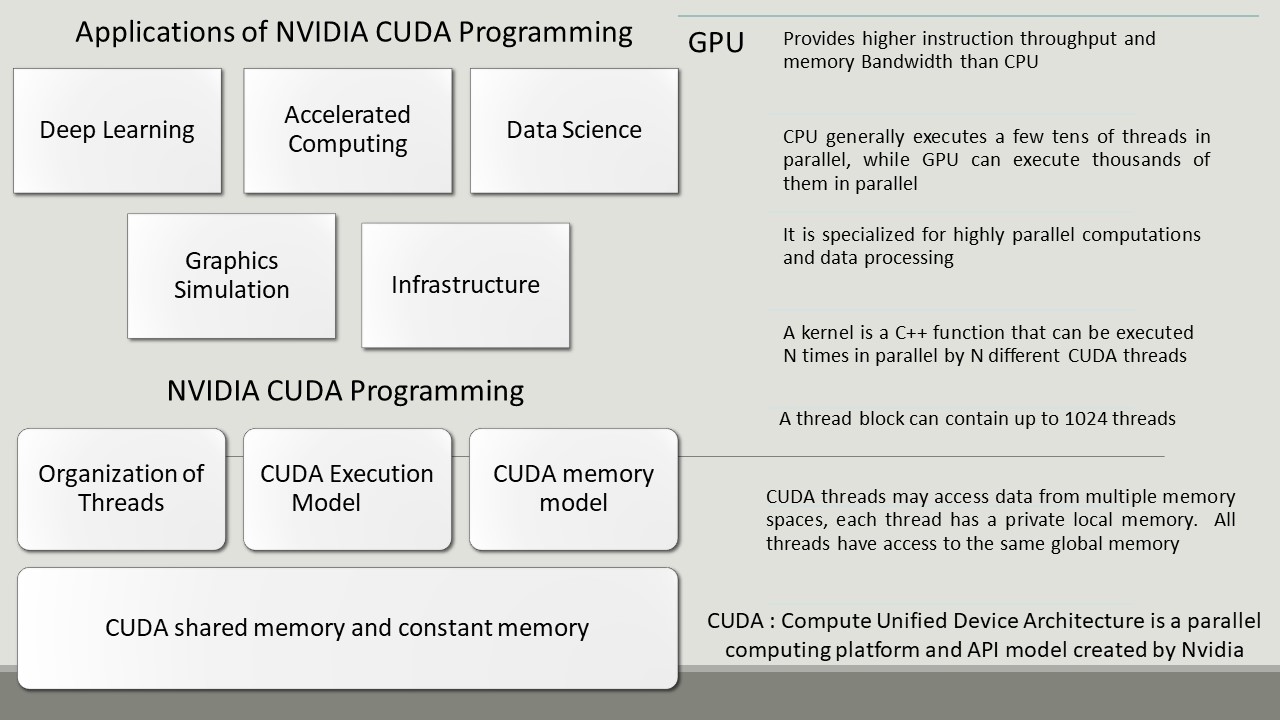 Applications of NVIDIA CUDA Programming
Deep Learning
Accelerated
Computing
Data Science
Graphics
Simulation
Infrastructure
NVIDIA CUDA Programming
Organization of
Threads
CUDA Execution
Model
CUDA memory
model
CUDA shared memory and constant memory
GPU
Provides higher instruction throughput and
memory Bandwidth than CPU
CPU generally executes a few tens of threads in
parallel, while GPU can execute thousands of
them in parallel
It is specialized for highly parallel computations
and data processing
A kernel is a C++ function that can be executed
N times in parallel by N different CUDA threads
A thread block can contain up to 1024 threads
CUDA threads may access data from multiple memory
spaces, each thread has a private local memory. All
threads have access to the same global memory
CUDA : Compute Unified Device Architecture is a parallel
computing platform and API model created by Nvidia